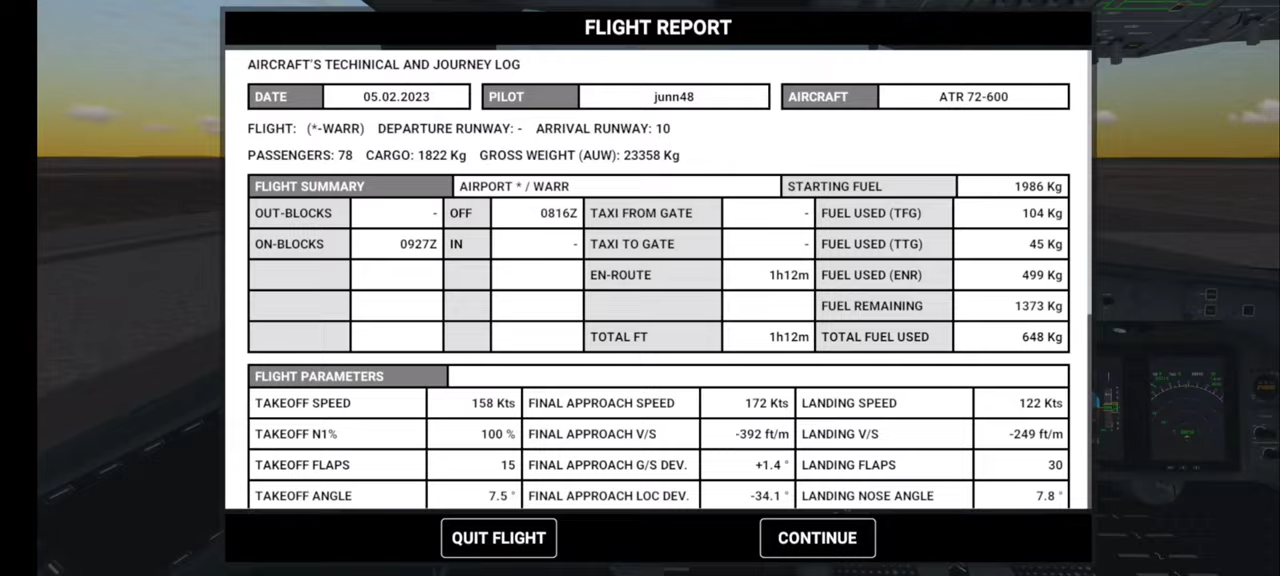 FLIGHT REPORT
AIRCRAFT'S TECHINICAL AND JOURNEY LOG
DATE 05.02.2023 PILOT junn48 AIRCRAFT ATR 72-600
FLIGHT: (*-WARR) DEPARTURE RUNWAY: - ARRIVAL RUNWAY: 10
PASSENGERS: 78 CARGO: 1822 Kg GROSS WEIGHT (AUW): 23358 Kg
FLIGHT SUMMARY AIRPORT * / WARR STARTING FUEL 1986 Kg
OUT-BLOCKS - OFF 0816Z TAXI FROM GATE - FUEL USED (TFG) 104 Kg
ON-BLOCKS 0927Z IN - TAXI TO GATE - FUEL USED (TTG) 45 Kg
EN-ROUTE 1h12m FUEL USED (ENR) 499 Kg
FUEL REMAINING 1373 Kg
TOTAL FT 1h12m TOTAL FUEL USED 648 Kg
FLIGHT PARAMETERS
TAKEOFF SPEED 158 Kts FINAL APPROACH SPEED 172 Kts LANDING SPEED 122 Kts
TAKEOFF N1% 100 % FINAL APPROACH V/S -392 ft/m LANDING V/S -249 ft/m
TAKEOFF FLAPS 15 FINAL APPROACH G/S DEV. +1.4 ° LANDING FLAPS 30
TAKEOFF ANGLE 7.5 ° FINAL APPROACH LOC DEV. -34.1 ° LANDING NOSE ANGLE 7.8 °
QUIT FLIGHT CONTINUE